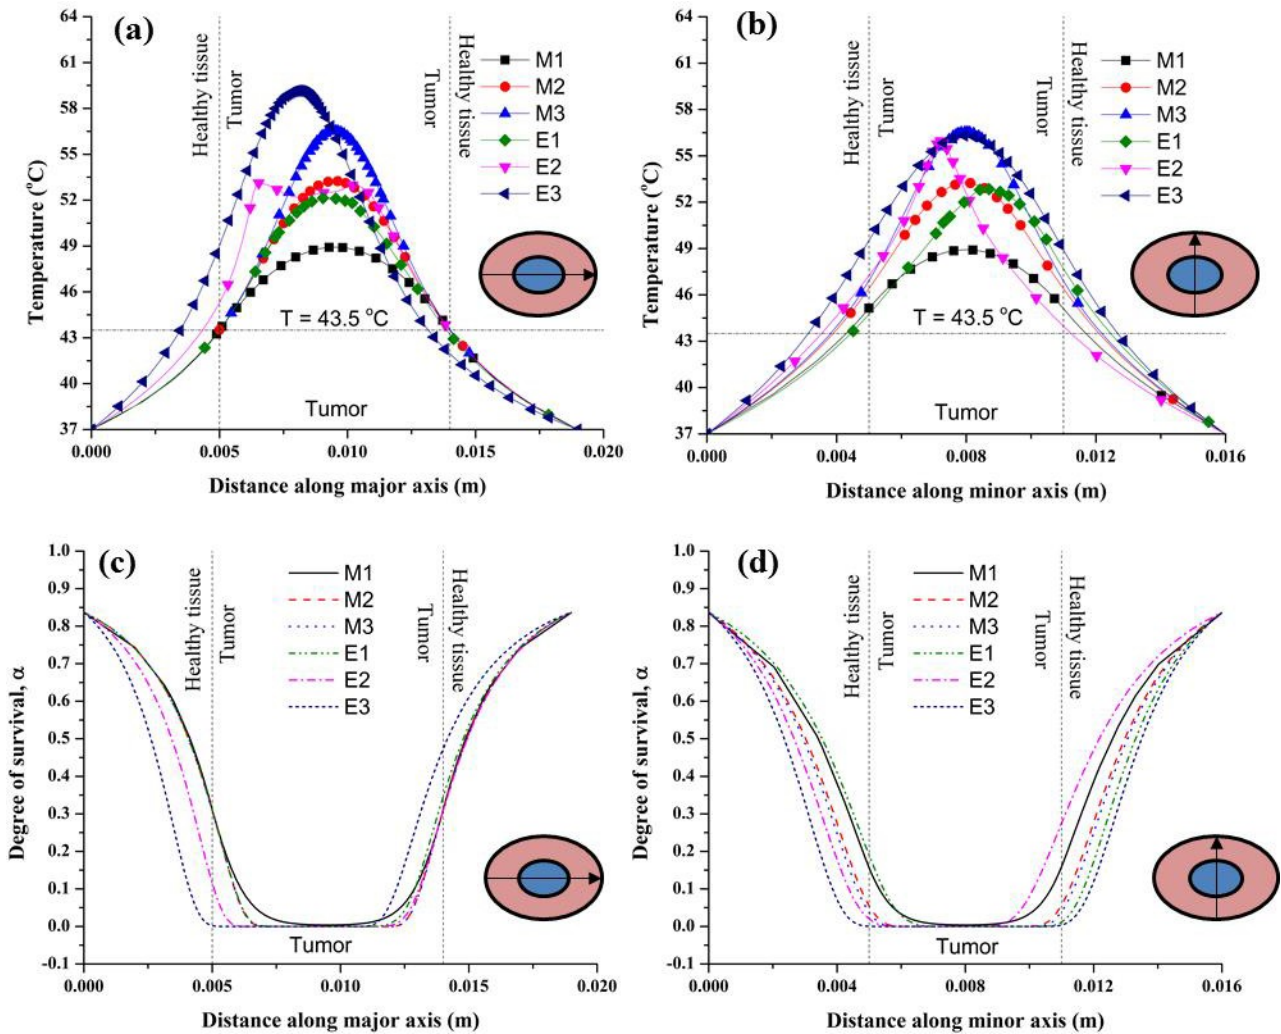 (a)
Temperature (°C)
64
61
58
55
52
49
46
43
40
37
Healthy tissue
Tumor
Tumor
Healthy tissue
M1
M2
M3
E1
E2
E3
T = 43.5 °C
Tumor
0.000
0.005
0.010
0.015
0.020
Distance along major axis (m)
(b)
Temperature (°C)
64
61
58
55
52
49
46
43
40
37
Healthy tissue
Tumor
Tumor
Healthy tissue
M1
M2
M3
E1
E2
E3
T = 43.5 °C
Tumor
0.000
0.004
0.008
0.012
0.016
Distance along minor axis (m)
(c)
Degree of survival, α
1.0
0.9
0.8
0.7
0.6
0.5
0.4
0.3
0.2
0.1
0.0
-0.1
Healthy tissue
Tumor
Tumor
Healthy tissue
M1
M2
M3
E1
E2
E3
Tumor
0.000
0.005
0.010
0.015
0.020
Distance along major axis (m)
(d)
Degree of survival, α
1.0
0.9
0.8
0.7
0.6
0.5
0.4
0.3
0.2
0.1
0.0
-0.1
Healthy tissue
Tumor
Tumor
Healthy tissue
M1
M2
M3
E1
E2
E3
Tumor
0.000
0.004
0.008
0.012
0.016
Distance along minor axis (m)